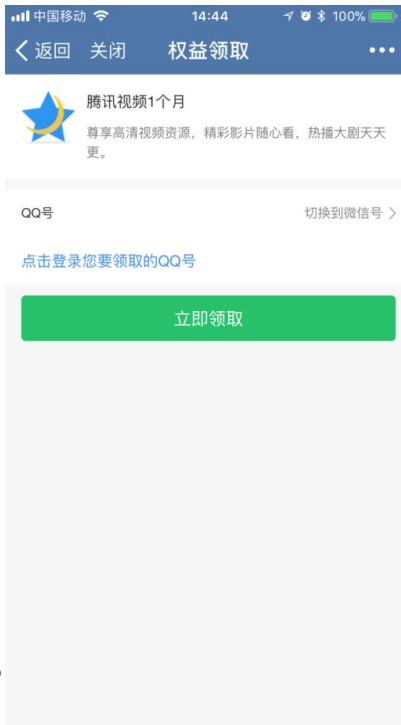 中国移动 14:44 100%
返回 关闭 权益领取
腾讯视频1个月
尊享高清视频资源，精彩影片随心看，热播大剧天天
更。
QQ号 切换到微信号
点击登录您要领取的QQ号
立即领取